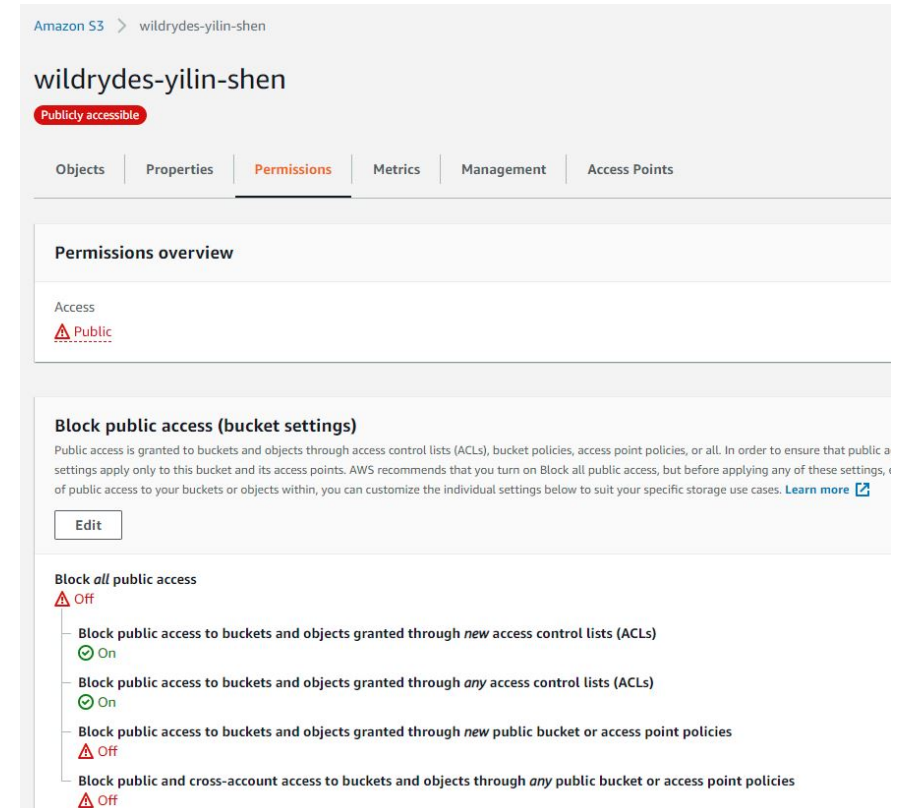 Amazon S3 > wildrydes-yilin-shen
wildrydes-yilin-shen
Publicly accessible
Objects Properties Permissions Metrics Management Access Points
Permissions overview
Access
Public
Block public access (bucket settings)
Public access is granted to buckets and objects through access control lists (ACLs), bucket policies, access point policies, or all. In order to ensure that public a
settings apply only to this bucket and its access points. AWS recommends that you turn on Block all public access, but before applying any of these settings,
of public access to your buckets or objects within, you can customize the individual settings below to suit your specific storage use cases. Learn more
Edit
Block all public access
Off
Block public access to buckets and objects granted through new access control lists (ACLs)
On
Block public access to buckets and objects granted through any access control lists (ACLs)
On
Block public access to buckets and objects granted through new public bucket or access point policies
Off
Block public and cross-account access to buckets and objects through any public bucket or access point policies
Off